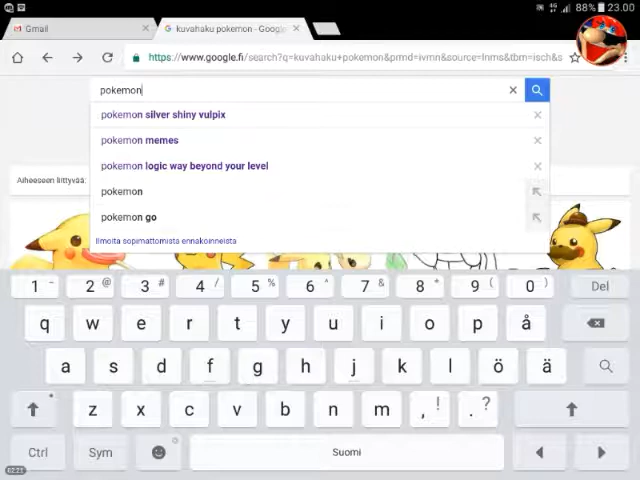 88% 23.00
Gmail
kuvahaku pokemon - Googl
https://www.google.fi/search?q=kuvahaku+pokemon&prmd=ivmn&source=lnms&tbm=isch&s
pokemon
pokemon silver shiny vulpix
pokemon memes
pokemon logic way beyond your level
pokemon
pokemon go
Ilmoita sopimattomista ennakoinneista
Aiheeseen liittyvää:
1 - 2 @ 3 # 4 / 5 % 6 ^ 7 & 8 * 9 ( 0 ) Del
q w e r t y u i o p å
a s d f g h j k l ö ä
z x c v b n m , ! . ?
Ctrl Sym Suomi